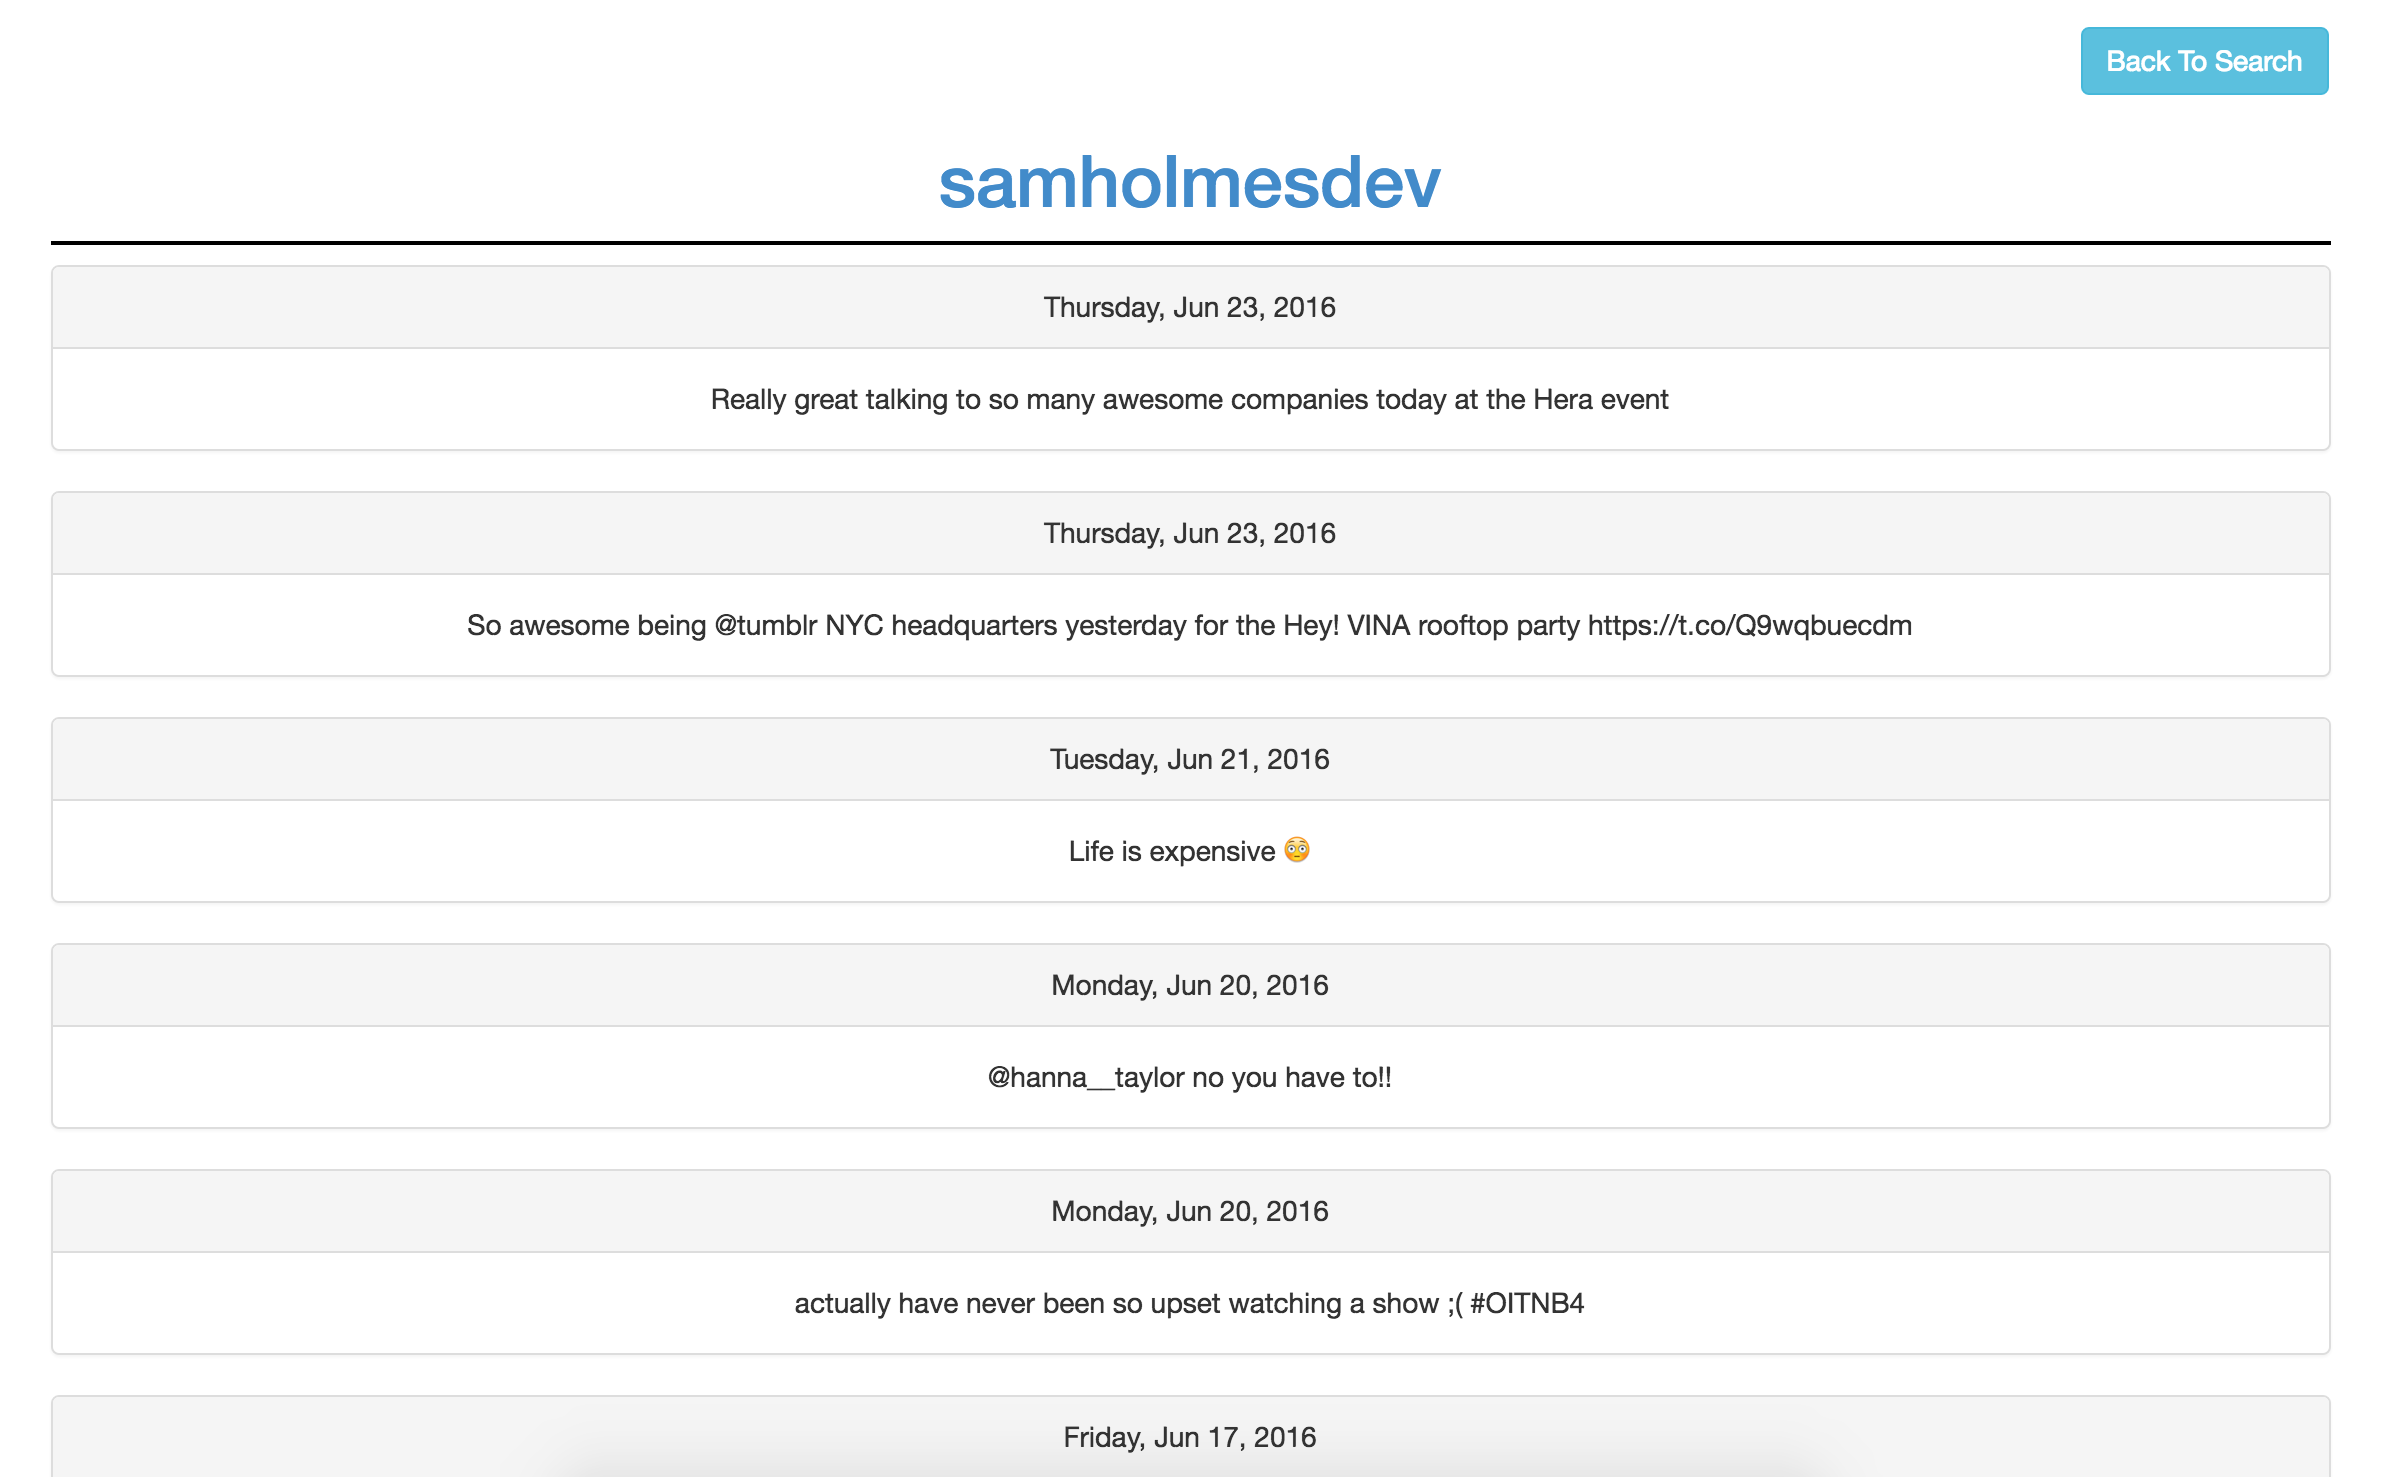 Back To Search
samholmesdev
Thursday, Jun 23, 2016
Really great talking to so many awesome companies today at the Hera event
Thursday, Jun 23, 2016
So awesome being @tumblr NYC headquarters yesterday for the Hey! VINA rooftop party https://t.co/Q9wqbuecdm
Tuesday, Jun 21, 2016
Life is expensive 😳
Monday, Jun 20, 2016
@hanna__taylor no you have to!!
Monday, Jun 20, 2016
actually have never been so upset watching a show ;( #OITNB4
Friday, Jun 17, 2016